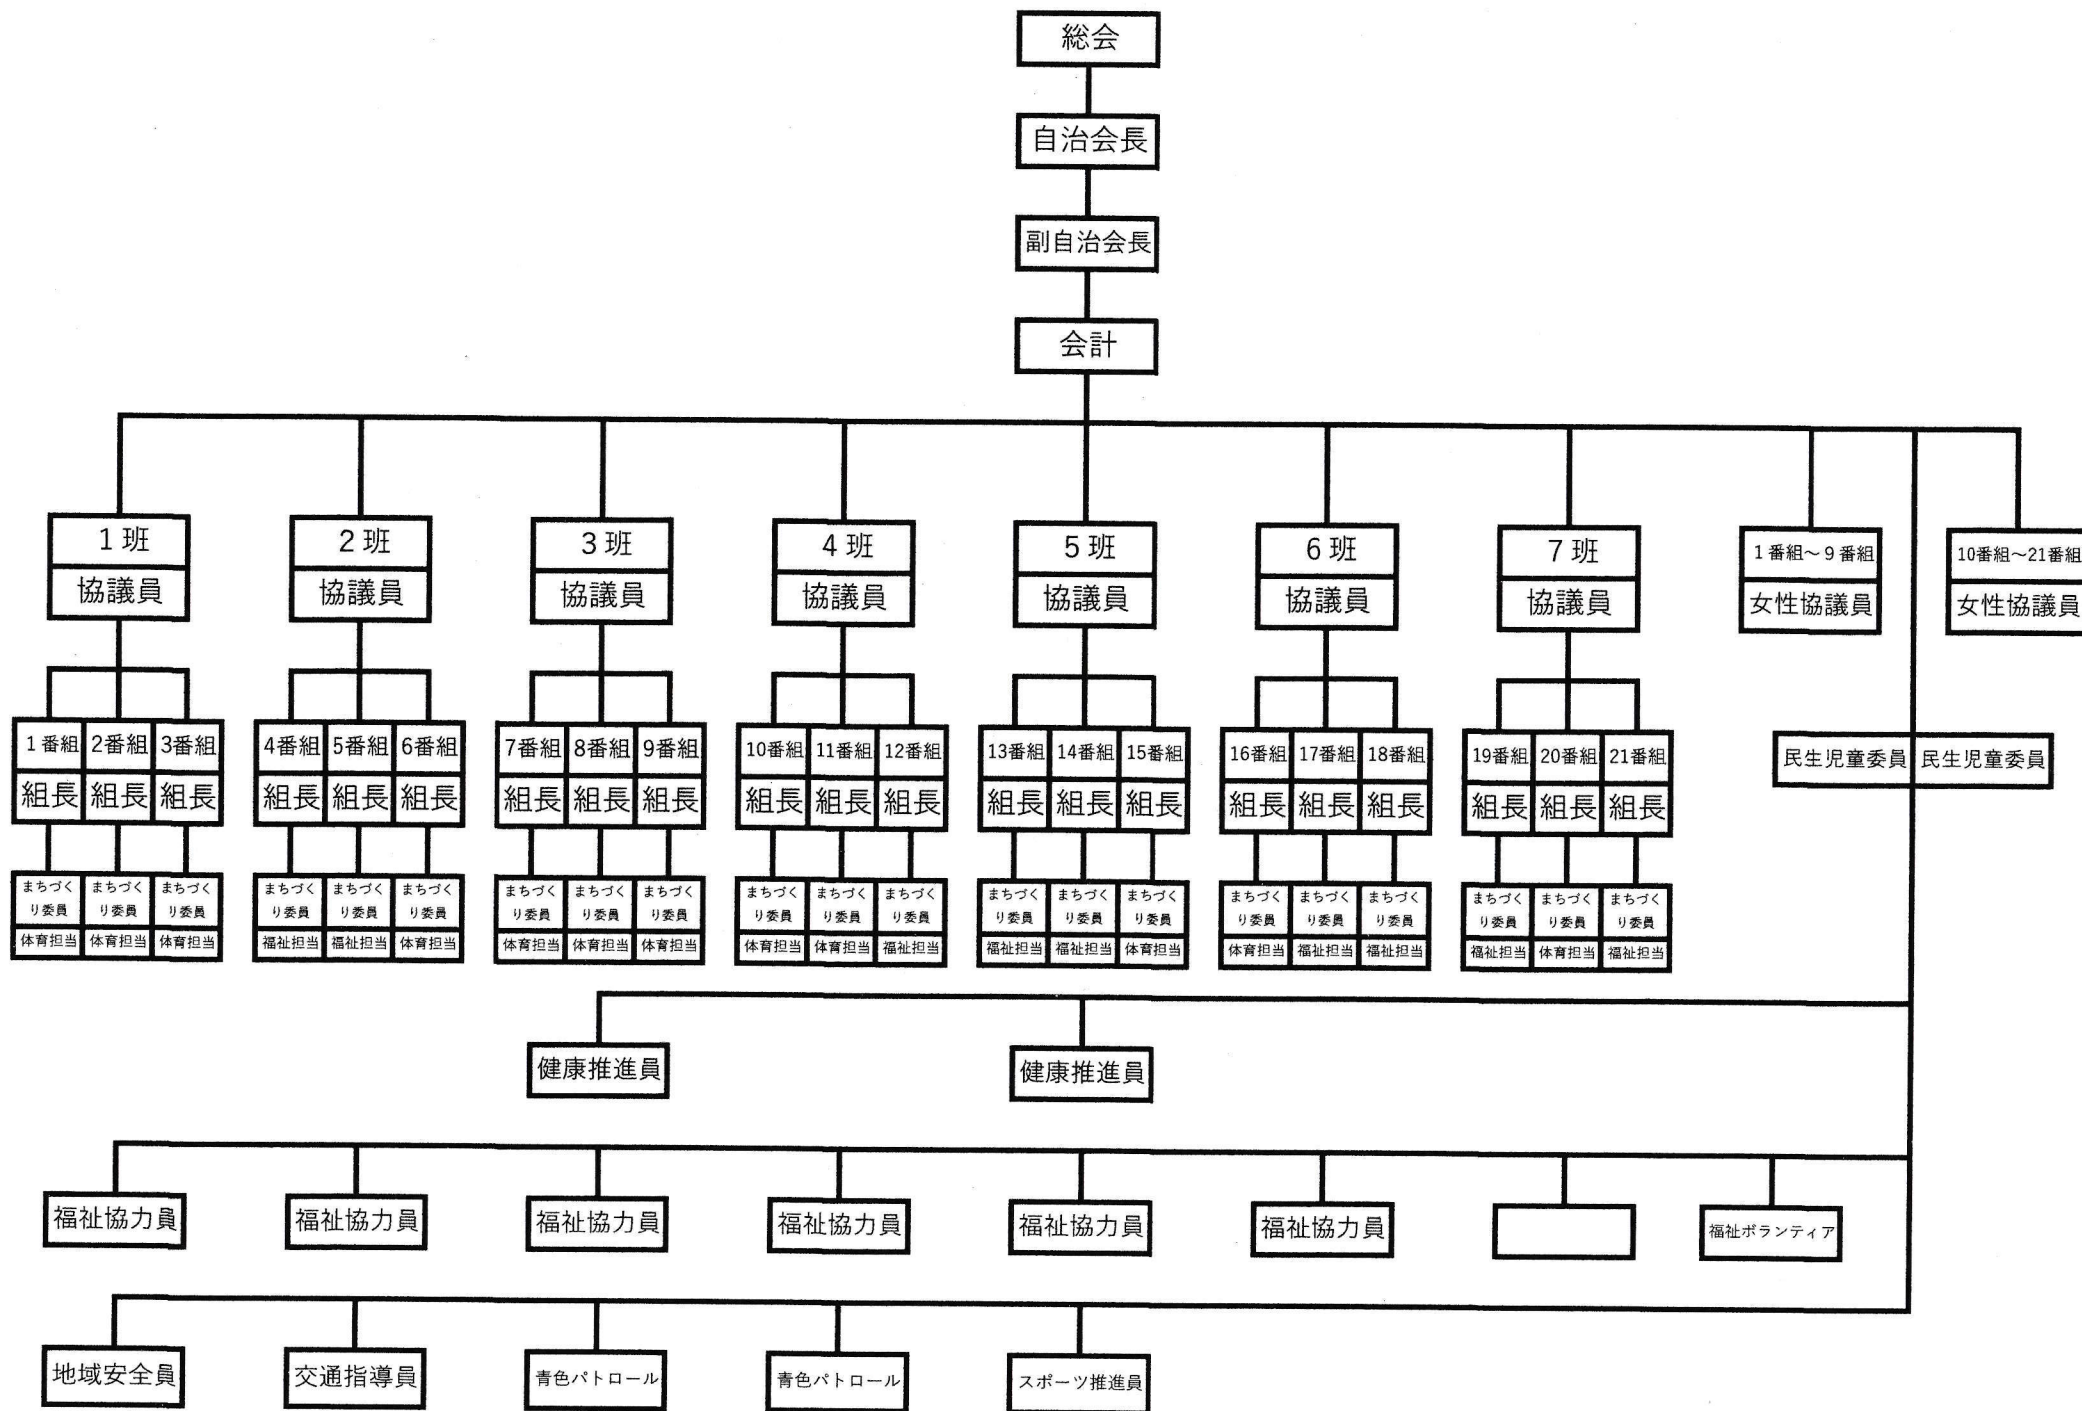 総会
自治会長
副自治会長
会計
1班 2班 3班 4班 5班 6班 7班 1番組～9番組 10番組～21番組
協議員 協議員 協議員 協議員 協議員 協議員 協議員 女性協議員 女性協議員
1番組 2番組 3番組 4番組 5番組 6番組 7番組 8番組 9番組 10番組 11番組 12番組 13番組 14番組 15番組 16番組 17番組 18番組 19番組 20番組 21番組 民生児童委員 民生児童委員
組長 組長 組長 組長 組長 組長 組長 組長 組長 組長 組長 組長 組長 組長 組長 組長 組長 組長 組長 組長 組長
まちづく まちづく まちづく まちづく まちづく まちづく まちづく まちづく まちづく まちづく まちづく まちづく まちづく まちづく まちづく まちづく まちづく まちづく まちづく まちづく まちづく
り委員 り委員 り委員 り委員 り委員 り委員 り委員 り委員 り委員 り委員 り委員 り委員 り委員 り委員 り委員 り委員 り委員 り委員 り委員 り委員 り委員
体育担当 体育担当 体育担当 福祉担当 福祉担当 体育担当 体育担当 体育担当 体育担当 体育担当 体育担当 福祉担当 福祉担当 福祉担当 体育担当 体育担当 福祉担当 福祉担当 福祉担当 体育担当 福祉担当
健康推進員 健康推進員
福祉協力員 福祉協力員 福祉協力員 福祉協力員 福祉協力員 福祉協力員 福祉ボランティア
地域安全員 交通指導員 青色パトロール 青色パトロール スポーツ推進員